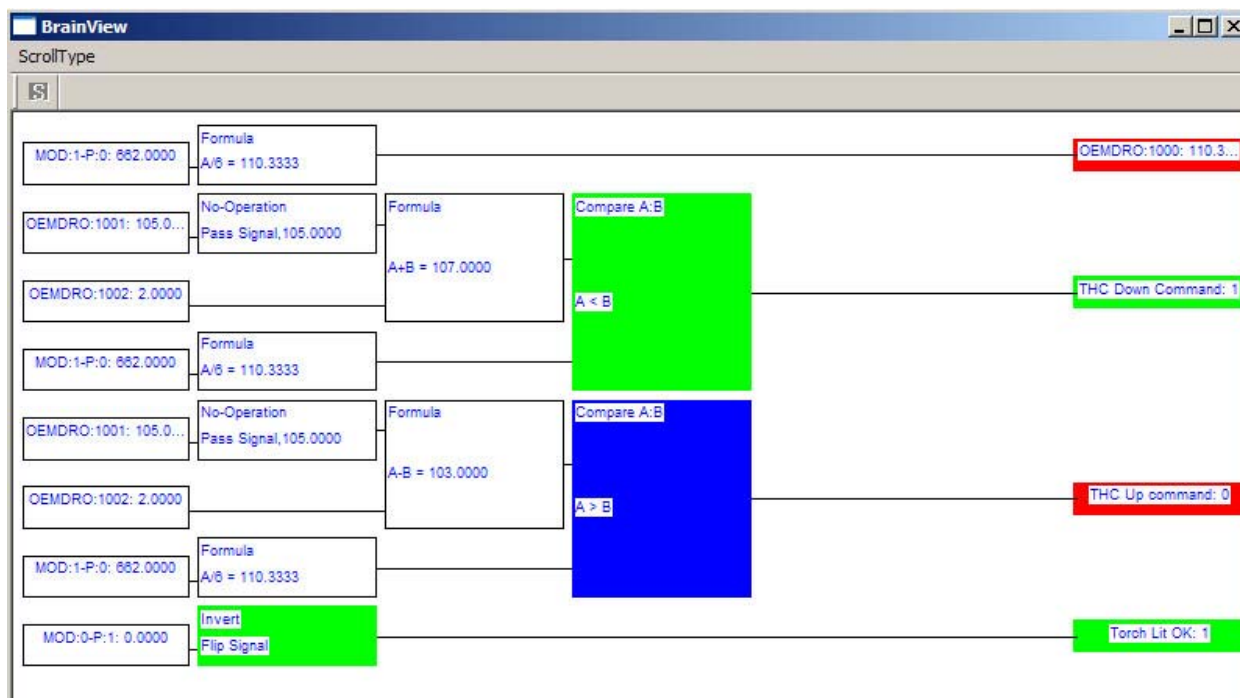 BrainView
ScrollType
S
MOD:1-P:0: 662.0000
Formula
A/6 = 110.3333
OEMDRO:1000: 110.3...
OEMDRO:1001: 105.0...
No-Operation
Pass Signal,105.0000
Formula
A+B = 107.0000
Compare A:B
A < B
OEMDRO:1002: 2.0000
THC Down Command: 1
MOD:1-P:0: 662.0000
Formula
A/6 = 110.3333
OEMDRO:1001: 105.0...
No-Operation
Pass Signal,105.0000
Formula
A-B = 103.0000
Compare A:B
A > B
OEMDRO:1002: 2.0000
THC Up command: 0
MOD:1-P:0: 662.0000
Formula
A/6 = 110.3333
MOD:0-P:1: 0.0000
Invert
Flip Signal
Torch Lit OK: 1